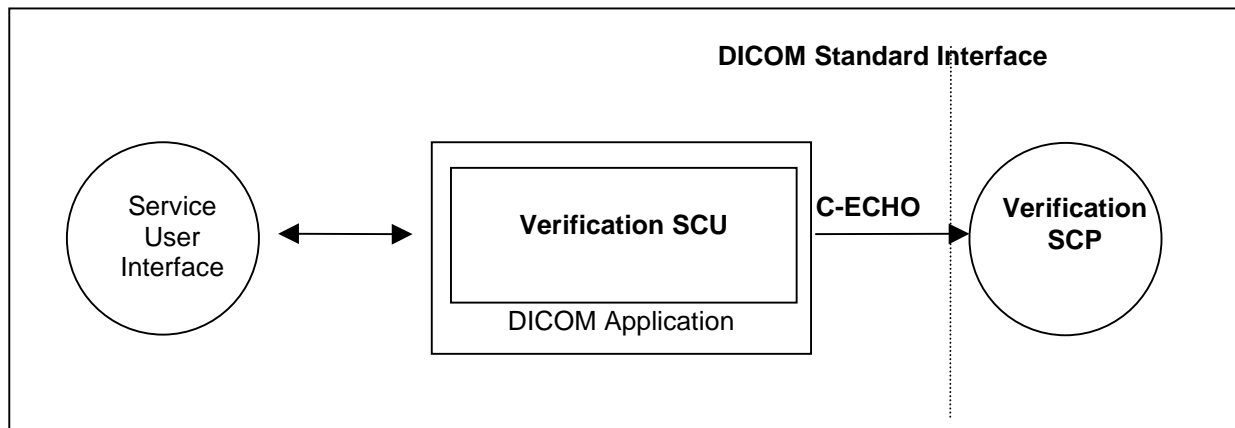 DICOM Standard Interface
Service
User
Interface
Verification SCU
DICOM Application
C-ECHO
Verification
SCP